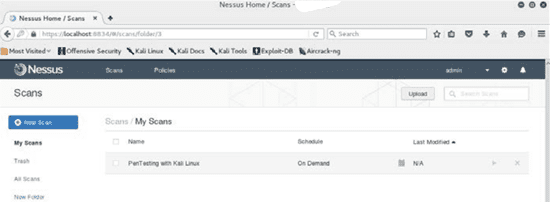 Nessus Home / Scans
Nessus Home / Scans
https://localhost:8834/#/scans/folder/3
Search
Most Visited
Offensive Security
Kali Linux
Kali Docs
Kali Tools
Exploit-DB
Aircrack-ng
Nessus
Scans
Policies
admin
Scans
Upload
Search Scans
New Scan
Scans / My Scans
My Scans
Name
Schedule
Last Modified
Trash
PenTesting with Kali Linux
On Demand
N/A
All Scans
New Folder